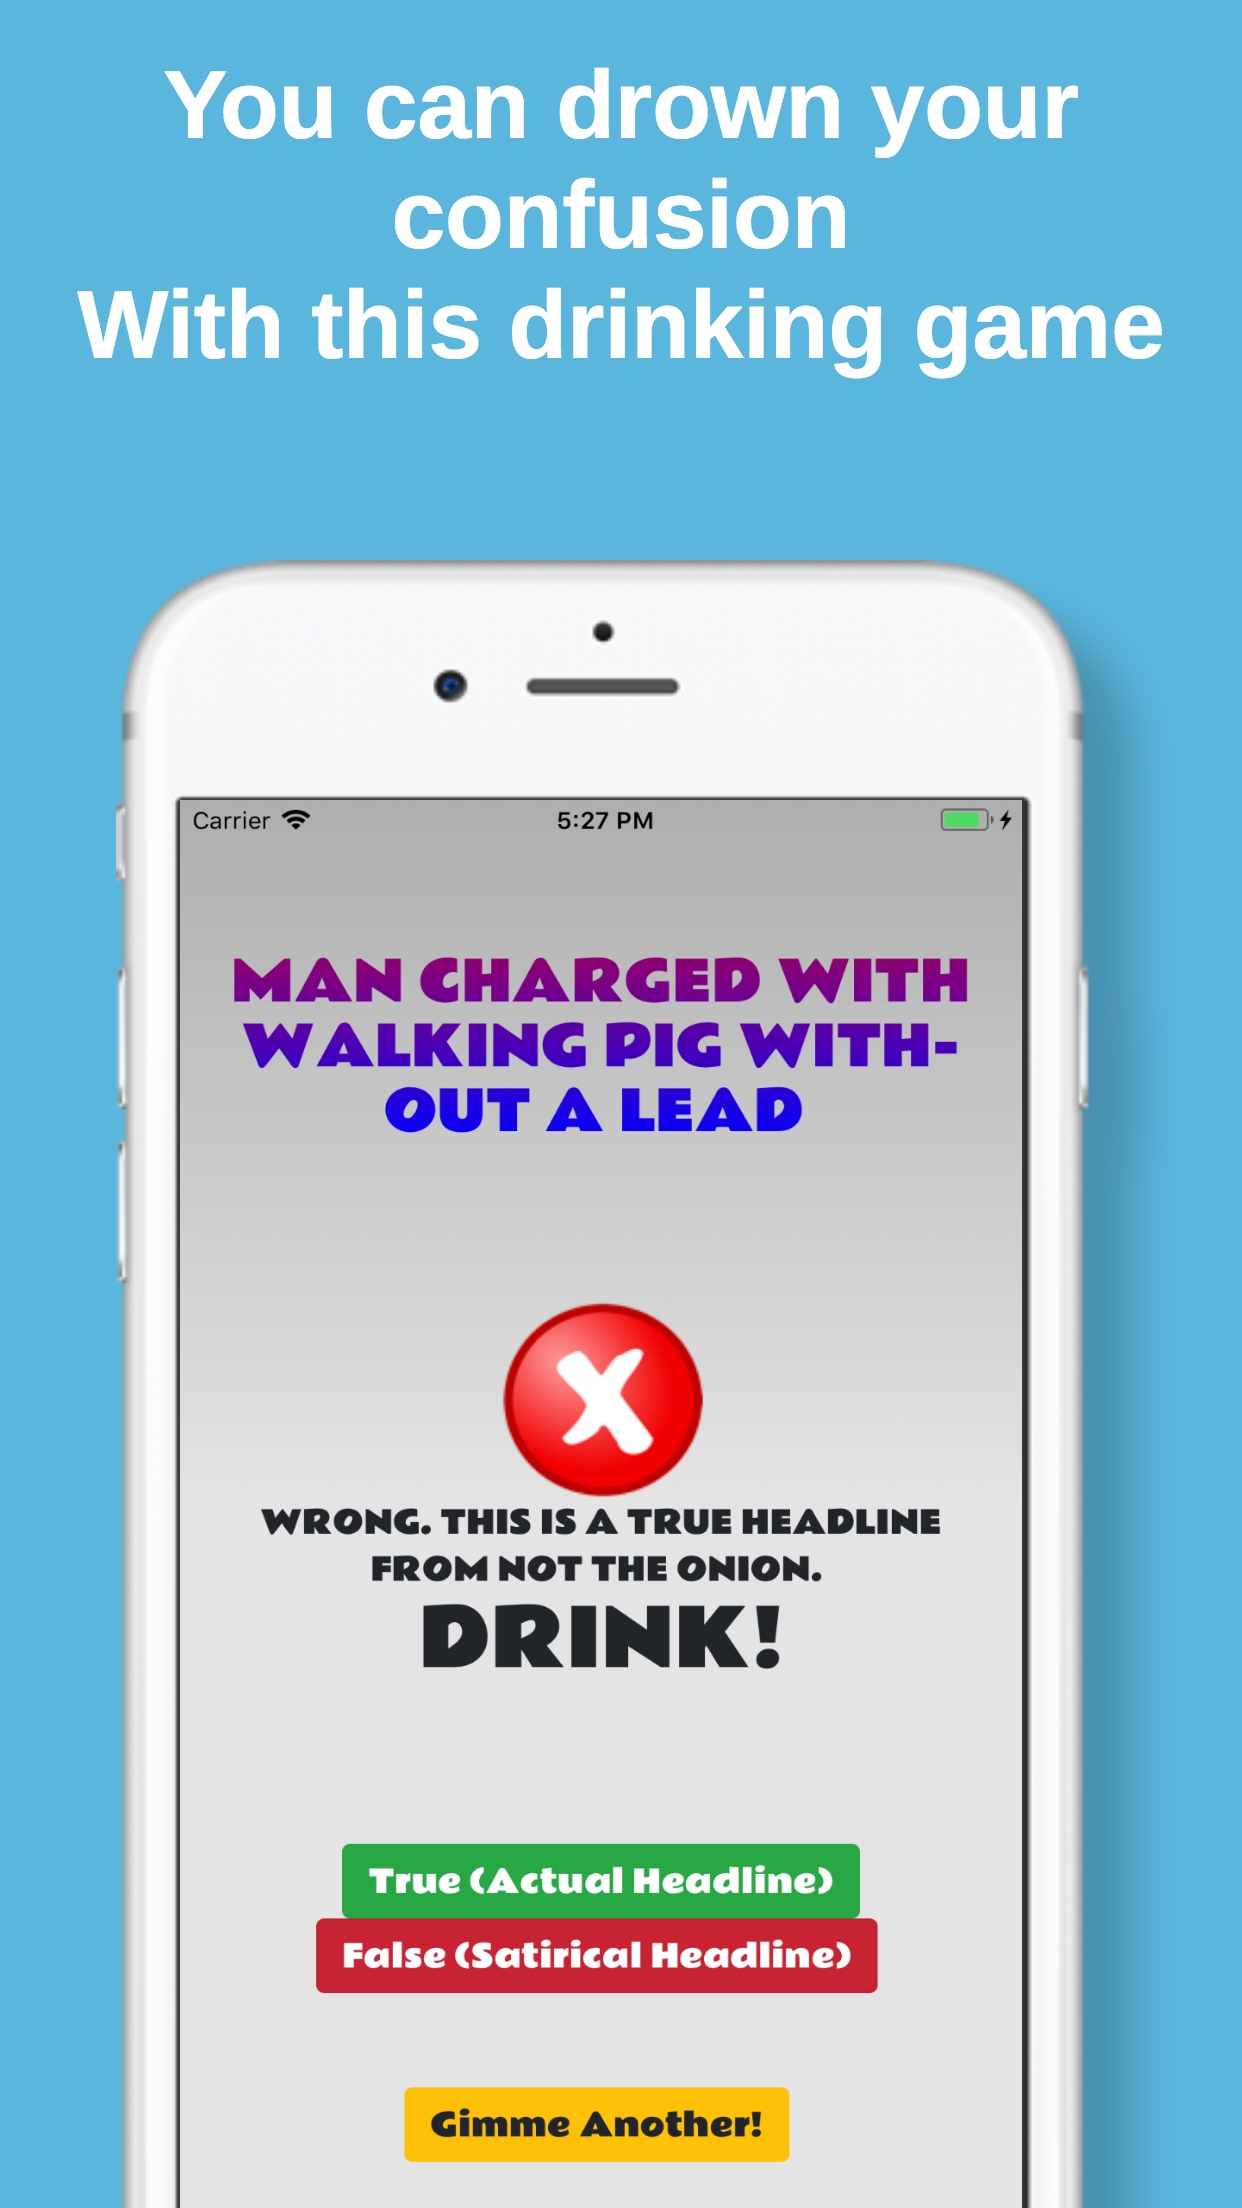 You can drown your
confusion
With this drinking game
Carrier
5:27 PM
MAN CHARGED WITH
WALKING PIG WITH-
OUT A LEAD
X
WRONG. THIS IS A TRUE HEADLINE
FROM NOT THE ONION.
DRINK!
True (Actual Headline)
False (Satirical Headline)
Gimme Another!